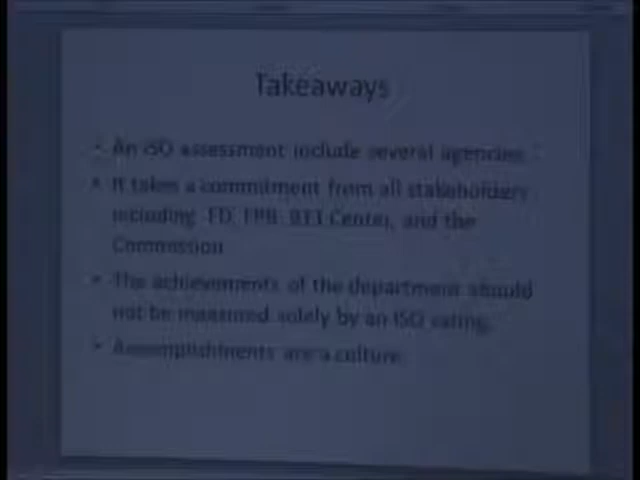 Takeaways
• An ISO assessment include several agencies.
• It takes a commitment from all stakeholders
including FD, FPB, 911 Center, and the
Commission
• The achievements of the department should
not be measured solely by an ISO rating.
• Accomplishments are a culture